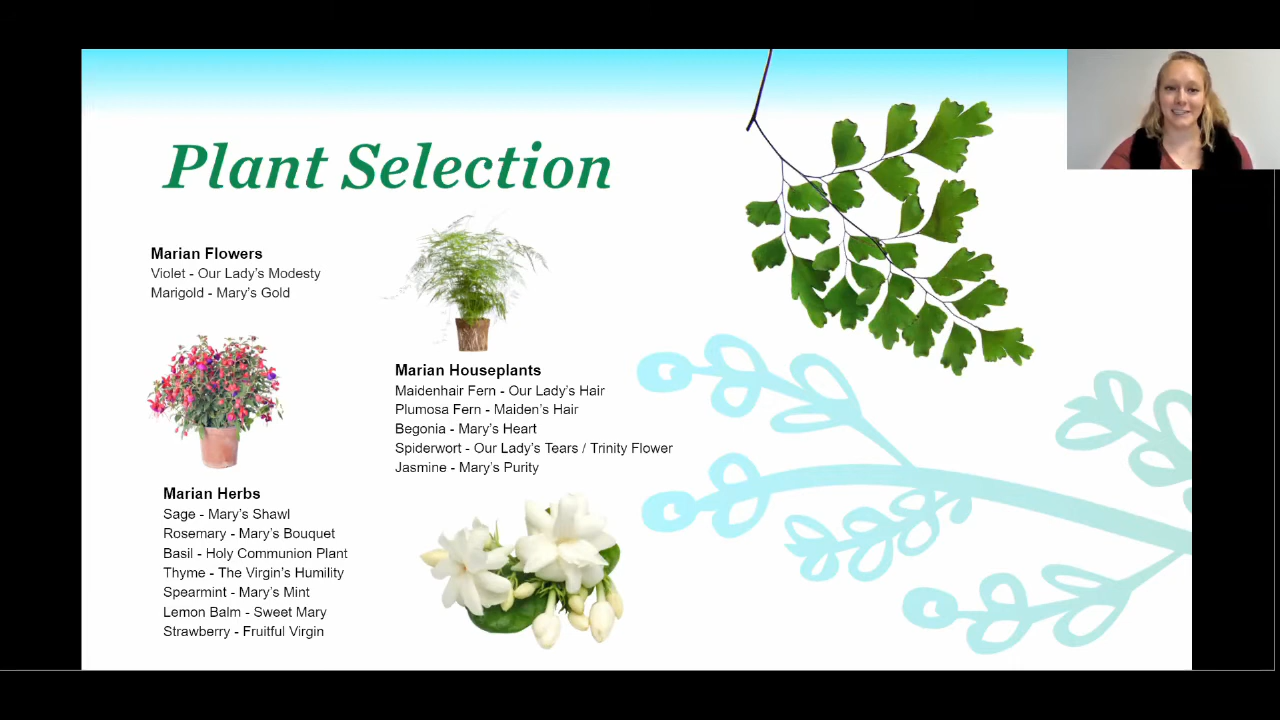 Plant Selection
Marian Flowers
Violet - Our Lady's Modesty
Marigold - Mary's Gold
Marian Houseplants
Maidenhair Fern - Our Lady's Hair
Plumosa Fern - Maiden's Hair
Begonia - Mary's Heart
Spiderwort - Our Lady's Tears / Trinity Flower
Jasmine - Mary's Purity
Marian Herbs
Sage - Mary's Shawl
Rosemary - Mary's Bouquet
Basil - Holy Communion Plant
Thyme - The Virgin's Humility
Spearmint - Mary's Mint
Lemon Balm - Sweet Mary
Strawberry - Fruitful Virgin